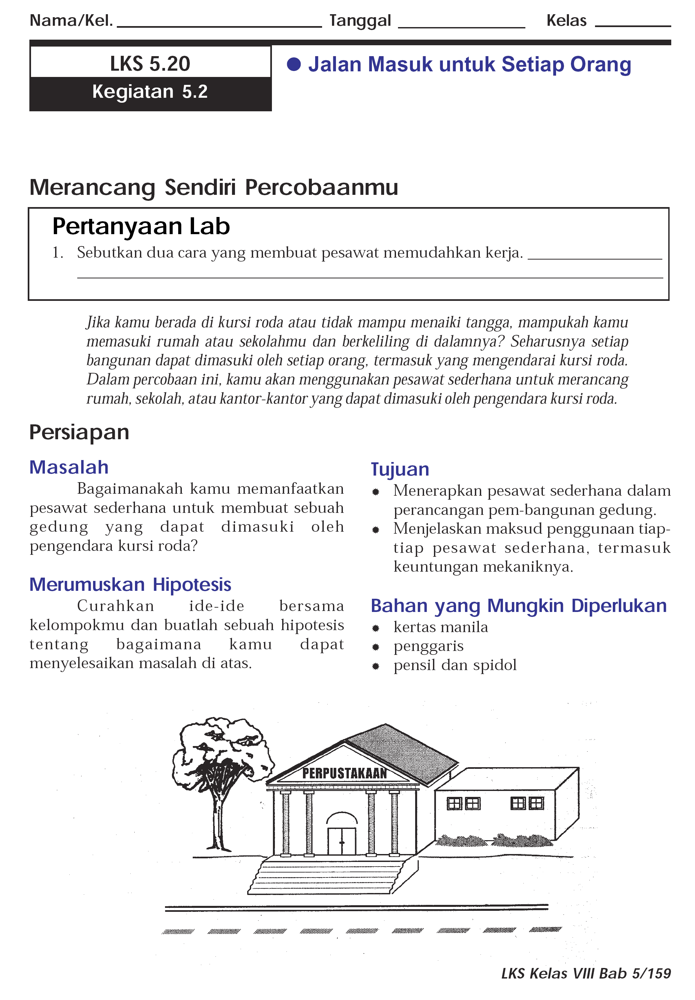 Nama/Kel. Tanggal Kelas
LKS 5.20
Kegiatan 5.2
● Jalan Masuk untuk Setiap Orang
Merancang Sendiri Percobaanmu
Pertanyaan Lab
1. Sebutkan dua cara yang membuat pesawat memudahkan kerja.
Jika kamu berada di kursi roda atau tidak mampu menaiki tangga, mampukah kamu
memasuki rumah atau sekolahmu dan berkeliling di dalamnya? Seharusnya setiap
bangunan dapat dimasuki oleh setiap orang, termasuk yang mengendarai kursi roda.
Dalam percobaan ini, kamu akan menggunakan pesawat sederhana untuk merancang
rumah, sekolah, atau kantor-kantor yang dapat dimasuki oleh pengendara kursi roda.
Persiapan
Masalah
Bagaimanakah kamu memanfaatkan
pesawat sederhana untuk membuat sebuah
gedung yang dapat dimasuki oleh
pengendara kursi roda?
Merumuskan Hipotesis
Curahkan ide-ide bersama
kelompokmu dan buatlah sebuah hipotesis
tentang bagaimana kamu dapat
menyelesaikan masalah di atas.
Tujuan
Menerapkan pesawat sederhana dalam
perancangan pem-bangunan gedung.
Menjelaskan maksud penggunaan tiap-
tiap pesawat sederhana, termasuk
keuntungan mekaniknya.
Bahan yang Mungkin Diperlukan
kertas manila
penggaris
pensil dan spidol
PERPUSTAKAAN
LKS Kelas VIII Bab 5/159